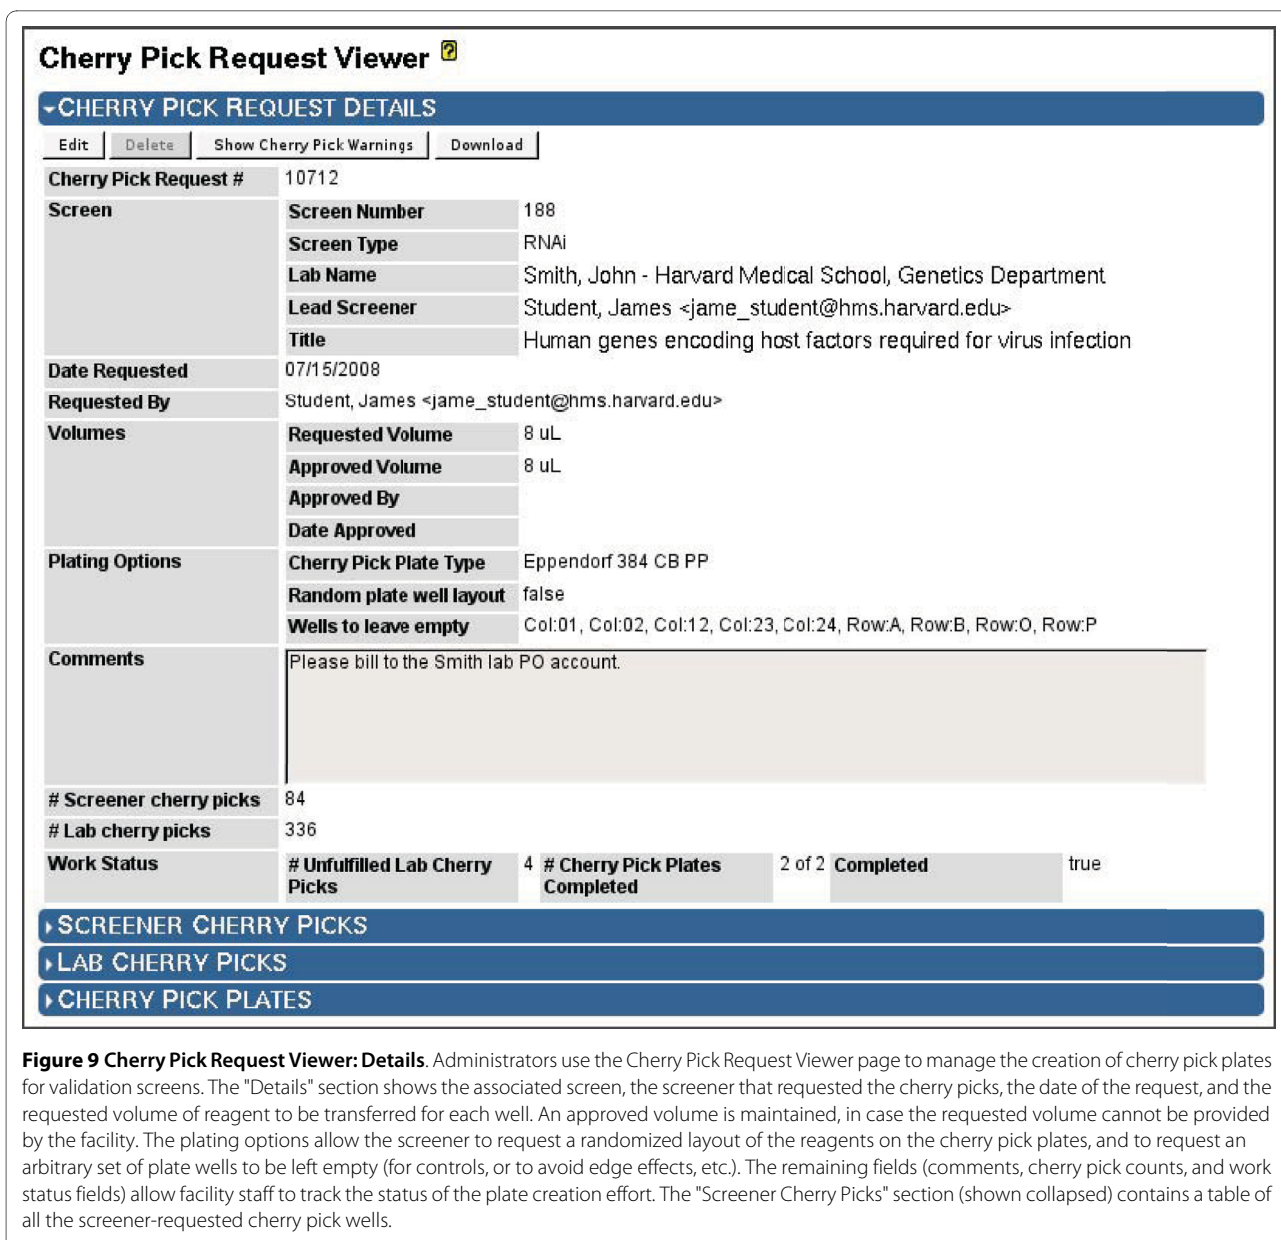 Cherry Pick Request Viewer ?
CHERRY PICK REQUEST DETAILS
Edit Delete Show Cherry Pick Warnings Download
Cherry Pick Request # 10712
Screen Screen Number 188
Screen Type RNAi
Lab Name Smith, John - Harvard Medical School, Genetics Department
Lead Screener Student, James <jame_student@hms.harvard.edu>
Title Human genes encoding host factors required for virus infection
Date Requested 07/15/2008
Requested By Student, James <jame_student@hms.harvard.edu>
Volumes Requested Volume 8 uL
Approved Volume 8 uL
Approved By
Date Approved
Plating Options Cherry Pick Plate Type Eppendorf 384 CB PP
Random plate well layout false
Wells to leave empty Col:01, Col:02, Col:12, Col:23, Col:24, Row:A, Row:B, Row:O, Row:P
Comments Please bill to the Smith lab PO account.
# Screener cherry picks 84
# Lab cherry picks 336
Work Status # Unfulfilled Lab Cherry Picks 4 # Cherry Pick Plates Completed 2 of 2 Completed true
SCREENER CHERRY PICKS
LAB CHERRY PICKS
CHERRY PICK PLATES
Figure 9 Cherry Pick Request Viewer: Details. Administrators use the Cherry Pick Request Viewer page to manage the creation of cherry pick plates
for validation screens. The "Details" section shows the associated screen, the screener that requested the cherry picks, the date of the request, and the
requested volume of reagent to be transferred for each well. An approved volume is maintained, in case the requested volume cannot be provided
by the facility. The plating options allow the screener to request a randomized layout of the reagents on the cherry pick plates, and to request an
arbitrary set of plate wells to be left empty (for controls, or to avoid edge effects, etc.). The remaining fields (comments, cherry pick counts, and work
status fields) allow facility staff to track the status of the plate creation effort. The "Screener Cherry Picks" section (shown collapsed) contains a table of
all the screener-requested cherry pick wells.